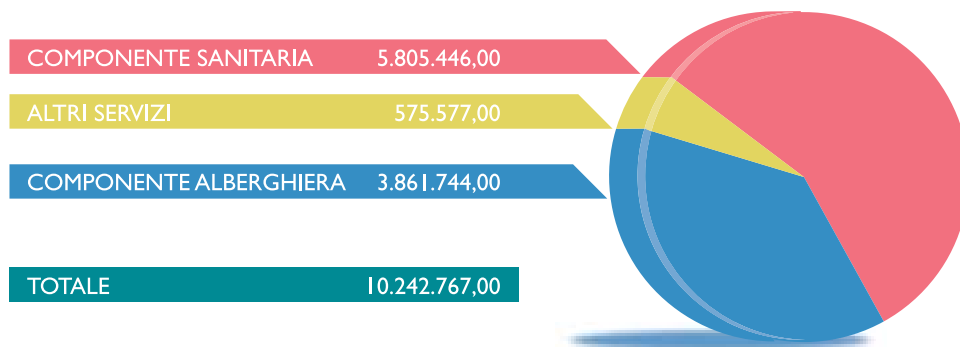 COMPONENTE SANITARIA 5.805.446,00
ALTRI SERVIZI 575.577,00
COMPONENTE ALBERGHIERA 3.861.744,00
TOTALE 10.242.767,00